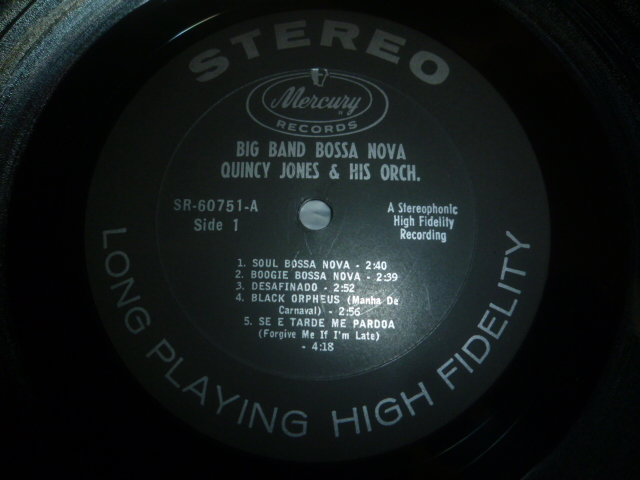 STEREO
Mercury
RECORDS
BIG BAND BOSSA NOVA
QUINCY JONES & HIS ORCH.
SR-60751-A
Side 1
A Stereophonic
High Fidelity
Recording
1. SOUL BOSSA NOVA - 2:40
2. BOOGIE BOSSA NOVA - 2:39
3. DESAFINADO - 2:52
4. BLACK ORPHEUS (Manha De
Carnaval) - 2:56
5. SE E TARDE ME PARDOA
(Forgive Me If I'm Late)
- 4:18
LONG PLAYING HIGH FIDELITY